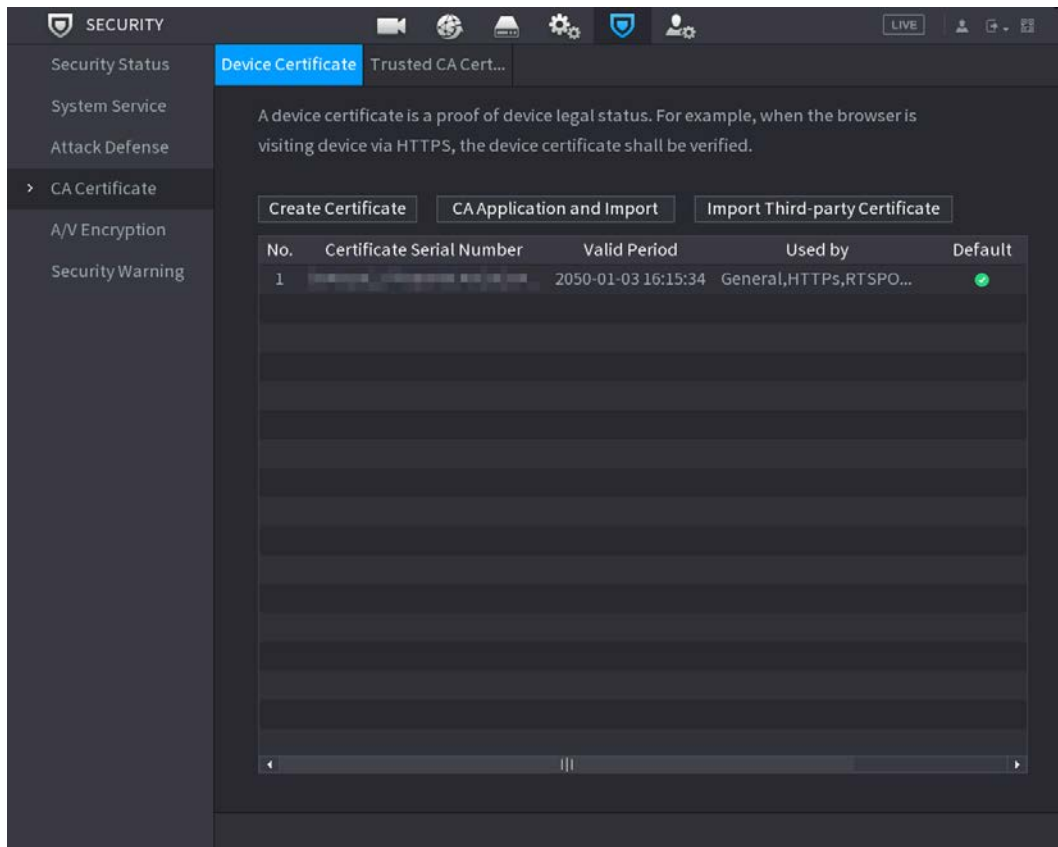 SECURITY
LIVE
Security Status
System Service
Attack Defense
CA Certificate
A/V Encryption
Security Warning
Device Certificate Trusted CA Cert...
A device certificate is a proof of device legal status. For example, when the browser is
visiting device via HTTPS, the device certificate shall be verified.
Create Certificate CA Application and Import Import Third-party Certificate
No. Certificate Serial Number Valid Period Used by Default
1 2050-01-03 16:15:34 General,HTTPs,RTSPO...